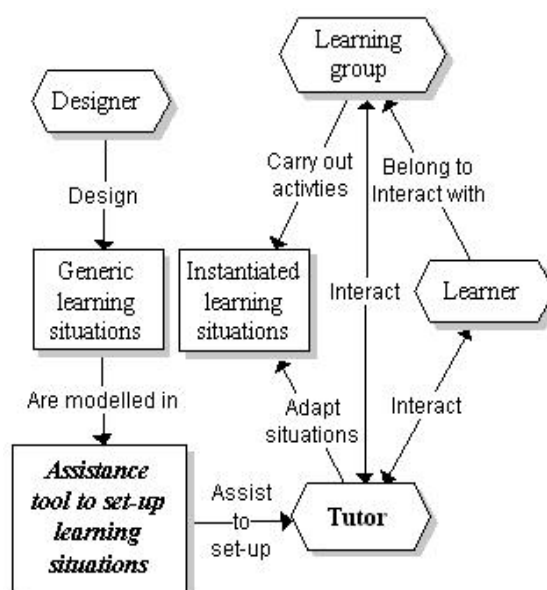 Learning
group
Designer
Carry out
activties
Belong to
Interact with
Design
Generic
learning
situations
Instantiated
learning
situations
Interact
Learner
Are modelled in
Adapt
situations
Interact
Assistance
tool to set-up
learning
situations
Assist
to
set-up
Tutor